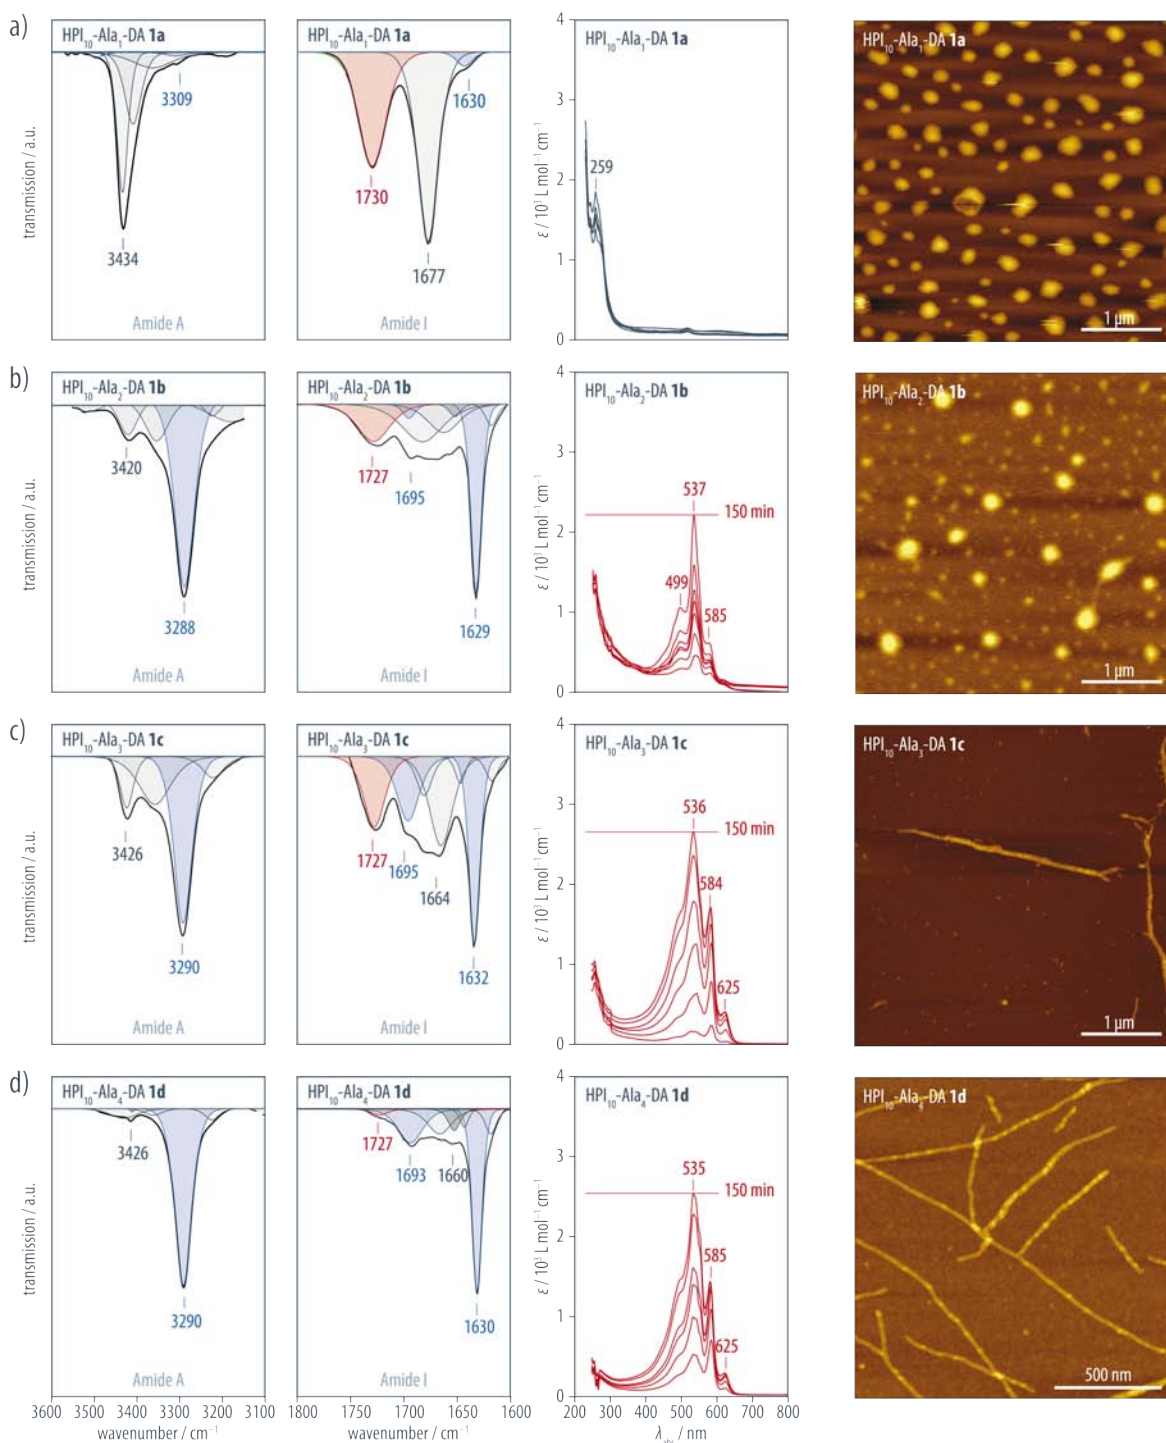 a)
HPI10-Ala1-DA 1a
transmission / a.u.
3309
3434
Amide A
HPI10-Ala1-DA 1a
1630
1730
1677
Amide I
HPI10-Ala1-DA 1a
ε / 10³ L mol⁻¹ cm⁻¹
4
3
2
1
0
259
HPI10-Ala1-DA 1a
1 µm
b)
HPI10-Ala2-DA 1b
transmission / a.u.
3420
3288
Amide A
HPI10-Ala2-DA 1b
1727
1695
1629
Amide I
HPI10-Ala2-DA 1b
ε / 10³ L mol⁻¹ cm⁻¹
4
3
2
1
0
537
150 min
499
585
HPI10-Ala2-DA 1b
1 µm
c)
HPI10-Ala3-DA 1c
transmission / a.u.
3426
3290
Amide A
HPI10-Ala3-DA 1c
1727
1695
1664
1632
Amide I
HPI10-Ala3-DA 1c
ε / 10³ L mol⁻¹ cm⁻¹
4
3
2
1
0
536
150 min
584
625
HPI10-Ala3-DA 1c
1 µm
d)
HPI10-Ala4-DA 1d
transmission / a.u.
3426
3290
Amide A
3600 3500 3400 3300 3200 3100
wavenumber / cm⁻¹
HPI10-Ala4-DA 1d
1727
1693
1660
1630
Amide I
1800 1750 1700 1650 1600
wavenumber / cm⁻¹
HPI10-Ala4-DA 1d
ε / 10³ L mol⁻¹ cm⁻¹
4
3
2
1
0
535
150 min
585
625
200 300 400 500 600 700 800
λabs / nm
HPI10-Ala4-DA 1d
500 nm